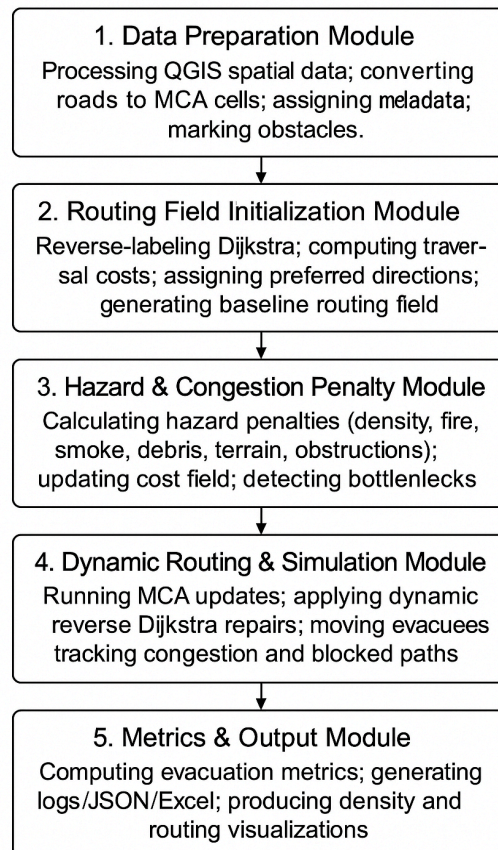 1. Data Preparation Module
Processing QGIS spatial data; converting
roads to MCA cells; assigning meladata;
marking obstacles.
2. Routing Field Initialization Module
Reverse-labeling Dijkstra; computing traver-
sal costs; assigning preferred directions;
generating baseline routing field
3. Hazard & Congestion Penalty Module
Calculating hazard penalties (density, fire,
smoke, debris, terrain, obstructions);
updating cost field; detecting bottlenlecks
4. Dynamic Routing & Simulation Module
Running MCA updates; applying dynamic
reverse Dijkstra repairs; moving evacuees
tracking congestion and blocked paths
5. Metrics & Output Module
Computing evacuation metrics; generating
logs/JSON/Excel; producing density and
routing visualizations